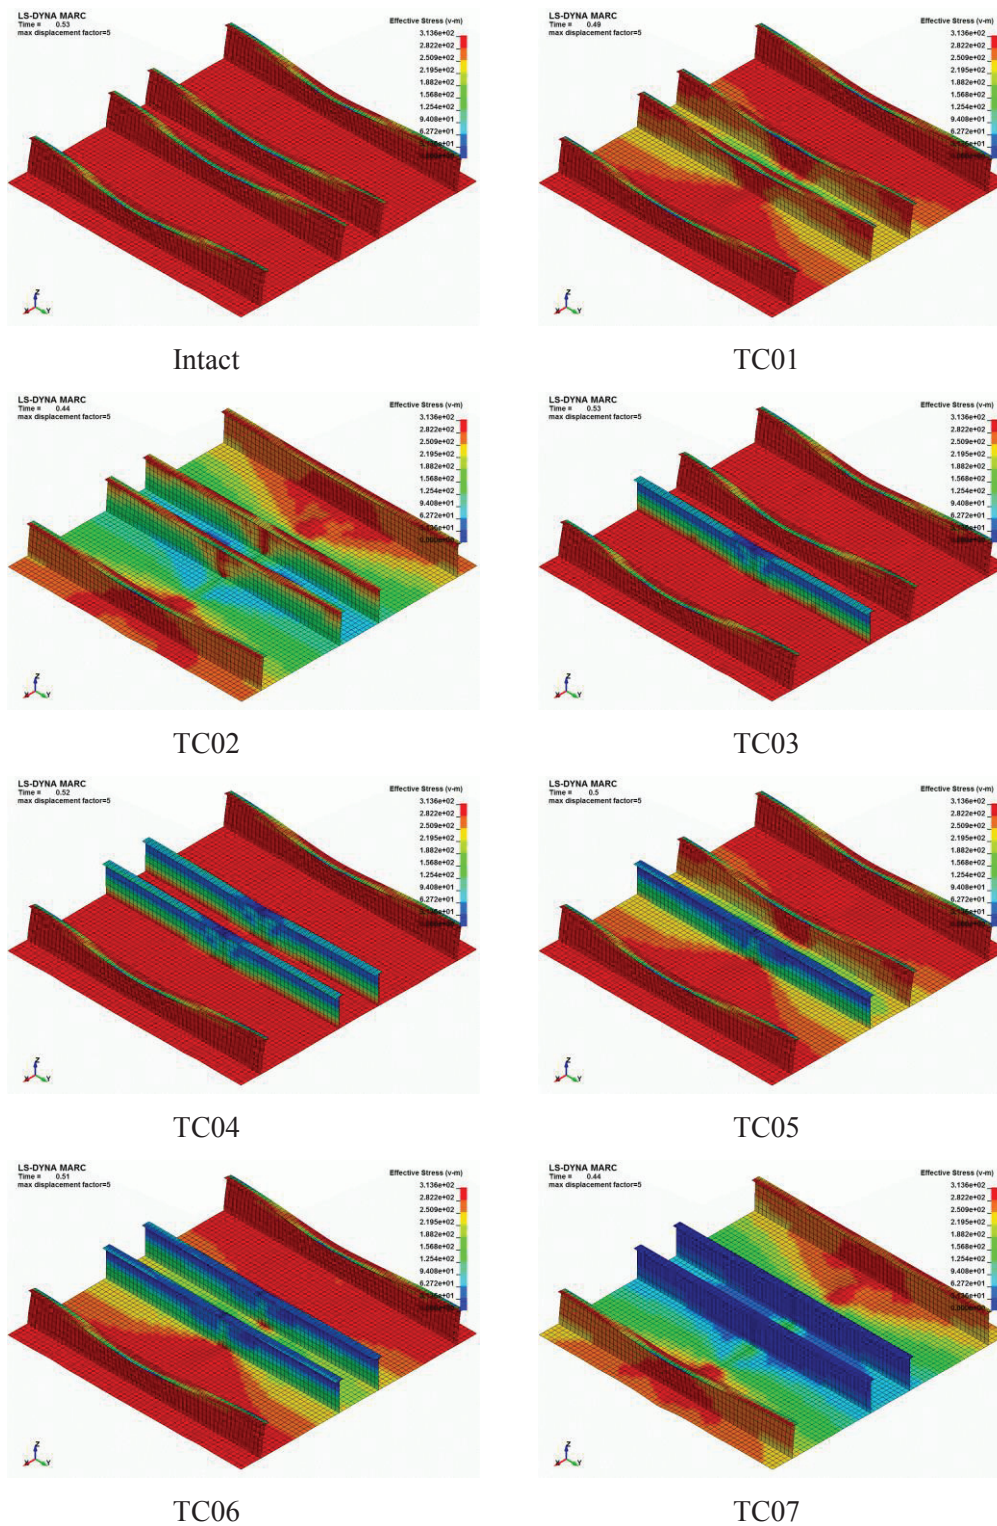 LS-DYNA MARC
Time = 0.53
max displacement factor=5
Effective Stress (v-m)
3.136e+02
2.822e+02
2.509e+02
2.195e+02
1.882e+02
1.568e+02
1.254e+02
9.408e+01
6.272e+01
Z
X Y
Intact
LS-DYNA MARC
Time = 0.49
max displacement factor=5
Effective Stress (v-m)
3.136e+02
2.822e+02
2.509e+02
2.195e+02
1.882e+02
1.568e+02
1.254e+02
9.408e+01
6.272e+01
Z
X Y
TC01
LS-DYNA MARC
Time = 0.44
max displacement factor=5
Effective Stress (v-m)
3.136e+02
2.822e+02
2.509e+02
2.195e+02
1.882e+02
1.568e+02
1.254e+02
9.408e+01
6.272e+01
Z
X Y
TC02
LS-DYNA MARC
Time = 0.53
max displacement factor=5
Effective Stress (v-m)
3.136e+02
2.822e+02
2.509e+02
2.195e+02
1.882e+02
1.568e+02
1.254e+02
9.408e+01
6.272e+01
Z
X Y
TC03
LS-DYNA MARC
Time = 0.52
max displacement factor=5
Effective Stress (v-m)
3.136e+02
2.822e+02
2.509e+02
2.195e+02
1.882e+02
1.568e+02
1.254e+02
9.408e+01
6.272e+01
Z
X Y
TC04
LS-DYNA MARC
Time = 0.5
max displacement factor=5
Effective Stress (v-m)
3.136e+02
2.822e+02
2.509e+02
2.195e+02
1.882e+02
1.568e+02
1.254e+02
9.408e+01
6.272e+01
Z
X Y
TC05
LS-DYNA MARC
Time = 0.51
max displacement factor=5
Effective Stress (v-m)
3.136e+02
2.822e+02
2.509e+02
2.195e+02
1.882e+02
1.568e+02
1.254e+02
9.408e+01
6.272e+01
Z
X Y
TC06
LS-DYNA MARC
Time = 0.44
max displacement factor=5
Effective Stress (v-m)
3.136e+02
2.822e+02
2.509e+02
2.195e+02
1.882e+02
1.568e+02
1.254e+02
9.408e+01
6.272e+01
Z
X Y
TC07